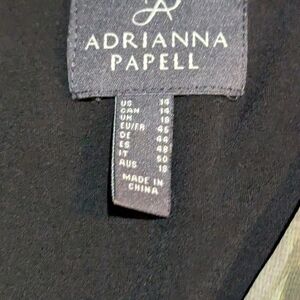 ADRIANNA
PAPELL
US 14
CAN 14
UK 18
EU/FR 46
DE 44
ES 48
IT 50
AUS 18
MADE IN
CHINA